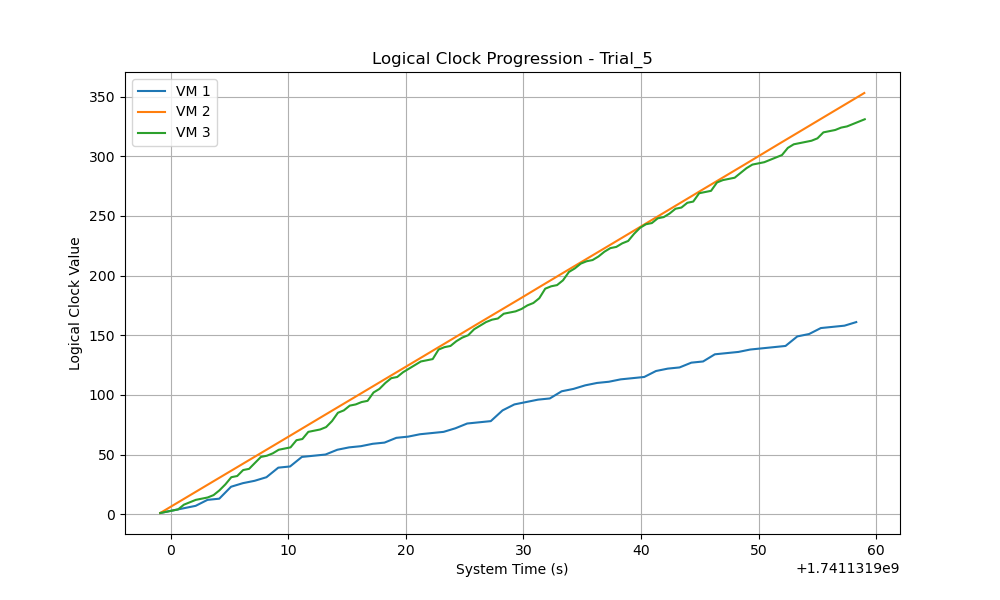 Logical Clock Progression - Trial_5
VM 1
VM 2
VM 3
Logical Clock Value
350
300
250
200
150
100
50
0
0 10 20 30 40 50 60
System Time (s)
+1.7411319e9